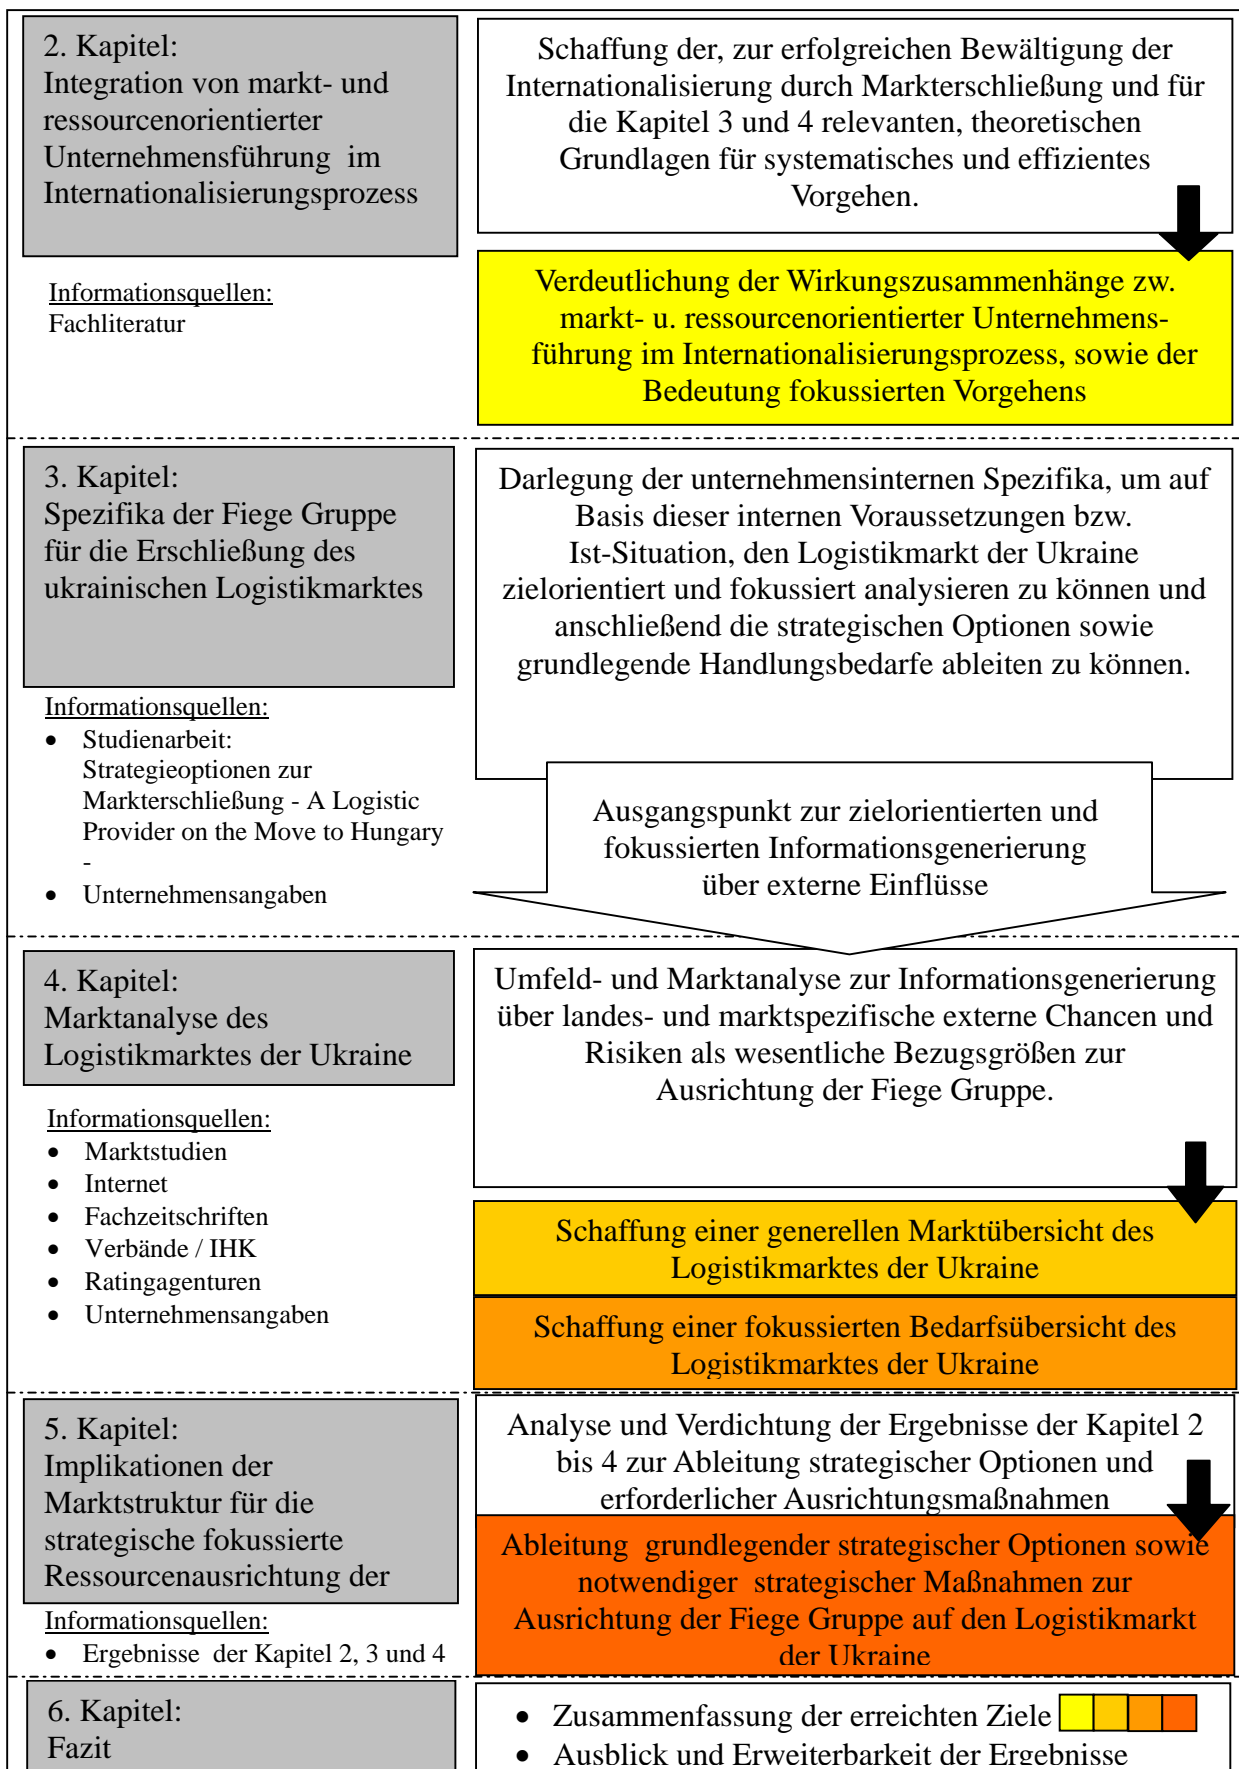 2. Kapitel:
Integration von markt- und
ressourcenorientierter
Unternehmensführung im
Internationalisierungsprozess
Schaffung der, zur erfolgreichen Bewältigung der
Internationalisierung durch Markterschließung und für
die Kapitel 3 und 4 relevanten, theoretischen
Grundlagen für systematisches und effizientes
Vorgehen.
Informationsquellen:
Fachliteratur
Verdeutlichung der Wirkungszusammenhänge zw.
markt- u. ressourcenorientierter Unternehmens-
führung im Internationalisierungsprozess, sowie der
Bedeutung fokussierten Vorgehens
3. Kapitel:
Spezifika der Fiege Gruppe
für die Erschließung des
ukrainischen Logistikmarktes
Darlegung der unternehmensinternen Spezifika, um auf
Basis dieser internen Voraussetzungen bzw.
Ist-Situation, den Logistikmarkt der Ukraine
zielorientiert und fokussiert analysieren zu können und
anschließend die strategischen Optionen sowie
grundlegende Handlungsbedarfe ableiten zu können.
Informationsquellen:
• Studienarbeit:
Strategieoptionen zur
Markterschließung - A Logistic
Provider on the Move to Hungary
-
• Unternehmensangaben
Ausgangspunkt zur zielorientierten und
fokussierten Informationsgenerierung
über externe Einflüsse
4. Kapitel:
Marktanalyse des
Logistikmarktes der Ukraine
Umfeld- und Marktanalyse zur Informationsgenerierung
über landes- und marktspezifische externe Chancen und
Risiken als wesentliche Bezugsgrößen zur
Ausrichtung der Fiege Gruppe.
Informationsquellen:
• Marktstudien
• Internet
• Fachzeitschriften
• Verbände / IHK
• Ratingagenturen
• Unternehmensangaben
Schaffung einer generellen Marktübersicht des
Logistikmarktes der Ukraine
Schaffung einer fokussierten Bedarfsübersicht des
Logistikmarktes der Ukraine
5. Kapitel:
Implikationen der
Marktstruktur für die
strategische fokussierte
Ressourcenausrichtung der
Analyse und Verdichtung der Ergebnisse der Kapitel 2
bis 4 zur Ableitung strategischer Optionen und
erforderlicher Ausrichtungsmaßnahmen
Informationsquellen:
• Ergebnisse der Kapitel 2, 3 und 4
Ableitung grundlegender strategischer Optionen sowie
notwendiger strategischer Maßnahmen zur
Ausrichtung der Fiege Gruppe auf den Logistikmarkt
der Ukraine
6. Kapitel:
Fazit
• Zusammenfassung der erreichten Ziele
• Ausblick und Erweiterbarkeit der Ergebnisse